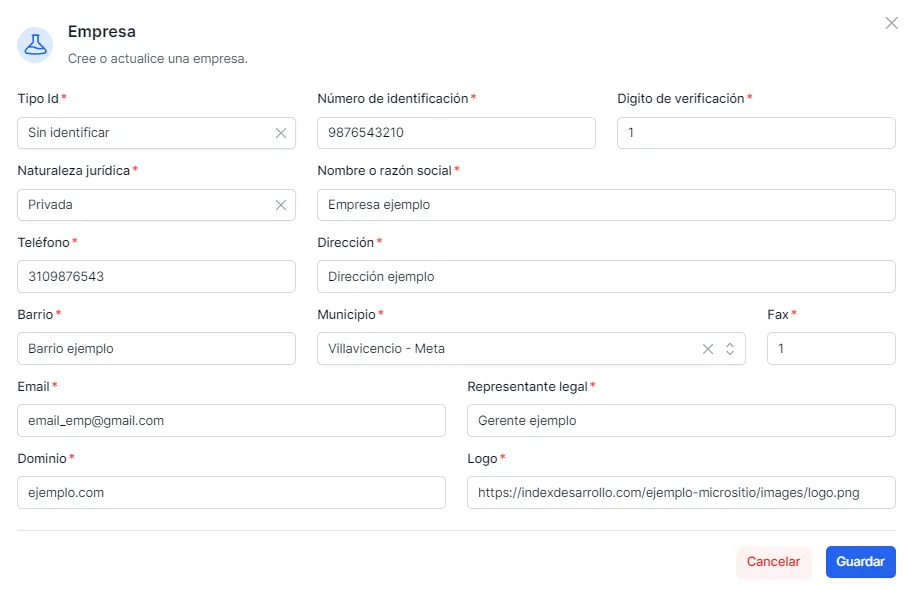 Empresa
Cree o actualice una empresa.
Tipo Id *
Número de identificación *
Digito de verificación *
Sin identificar
9876543210
1
Naturaleza jurídica *
Nombre o razón social *
Privada
Empresa ejemplo
Teléfono *
Dirección *
3109876543
Dirección ejemplo
Barrio *
Municipio *
Fax *
Barrio ejemplo
Villavicencio - Meta
1
Email *
Representante legal *
email_emp@gmail.com
Gerente ejemplo
Dominio *
Logo *
ejemplo.com
https://indexdesarrollo.com/ejemplo-micrositio/images/logo.png
Cancelar
Guardar